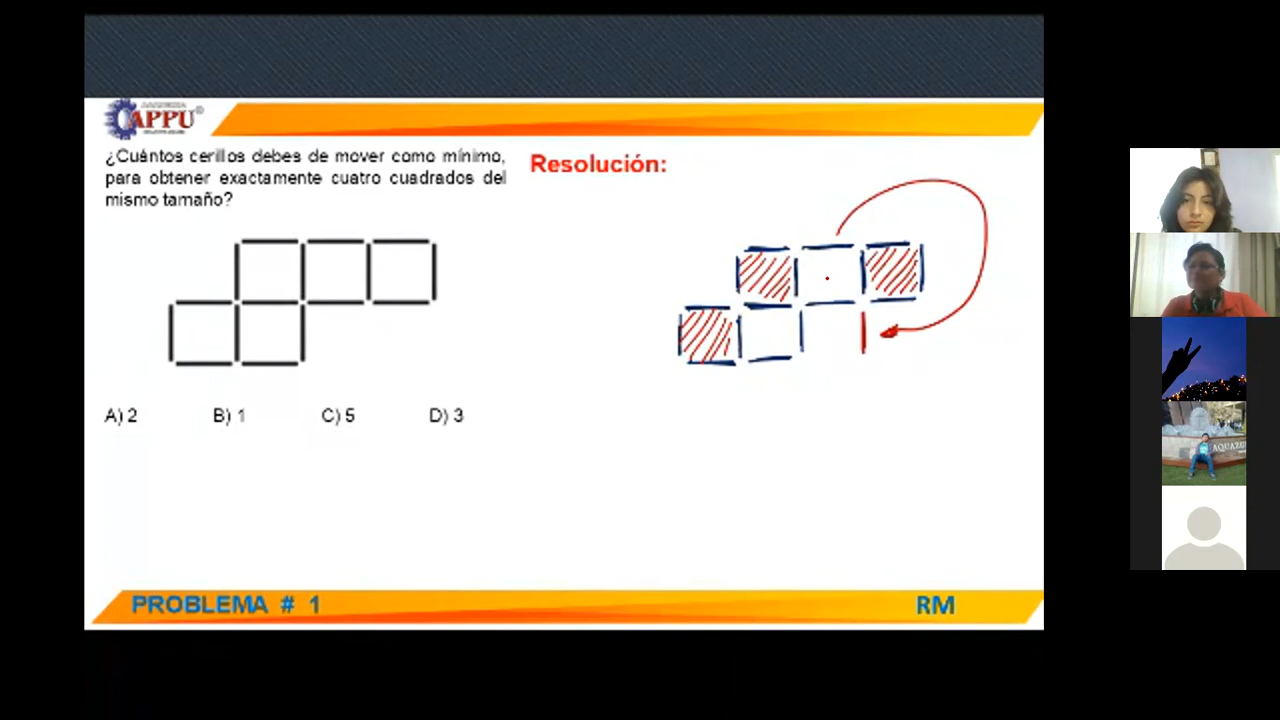 APPU
¿Cuántos cerillos debes de mover como mínimo,
para obtener exactamente cuatro cuadrados del
mismo tamaño?
Resolución:
A) 2 B) 1 C) 5 D) 3
PROBLEMA # 1
RM
AQUAZU